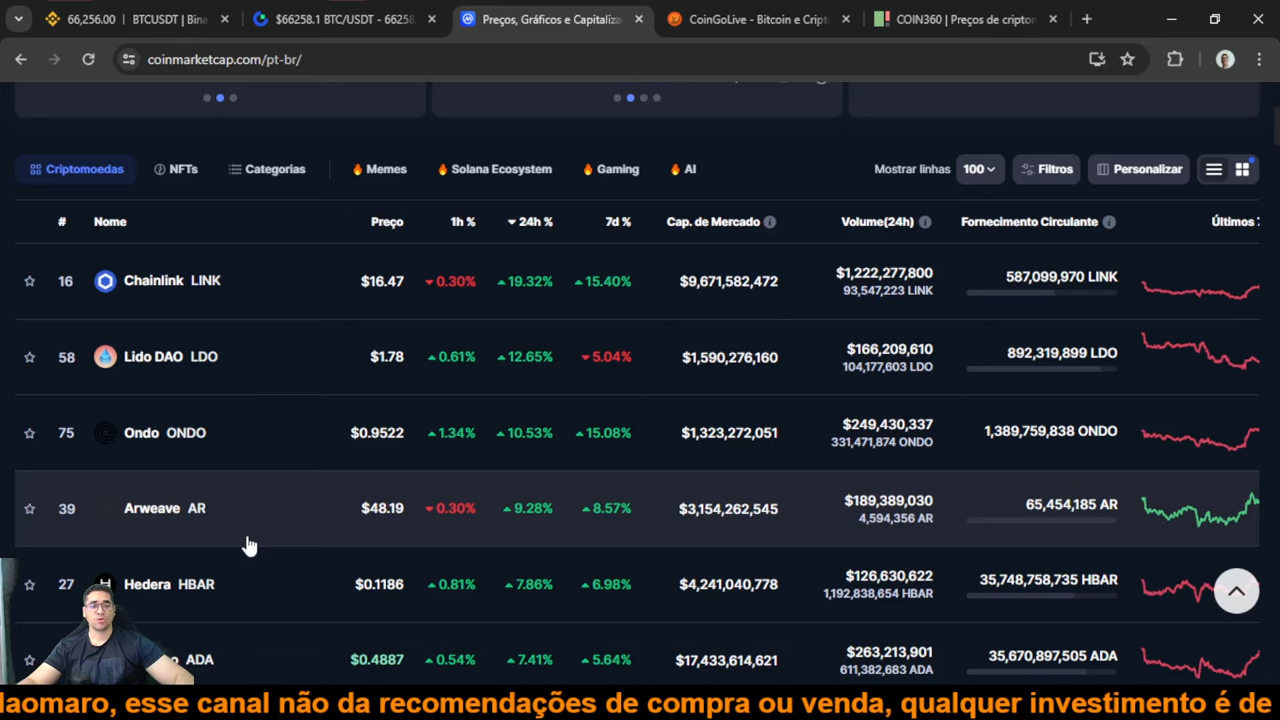 66,256.00 | BTCUSDT | Bina
$66258.1 BTC/USDT - 66258
Preços, Gráficos e Capitaliza
CoinGoLive - Bitcoin e Cript
COIN360 | Preços de cripton
coinmarketcap.com/pt-br/
Criptomoedas NFTs Categorias Memes Solana Ecosystem Gaming AI Mostrar linhas 100 Filtros Personalizar
# Nome Preço 1h % 24h % 7d % Cap. de Mercado Volume(24h) Fornecimento Circulante Últimos 7
16 Chainlink LINK $16.47 0.30% 19.32% 15.40% $9,671,582,472 $1,222,277,800 587,099,970 LINK
93,547,223 LINK
58 Lido DAO LDO $1.78 0.61% 12.65% 5.04% $1,590,276,160 $166,209,610 892,319,899 LDO
104,177,603 LDO
75 Ondo ONDO $0.9522 1.34% 10.53% 15.08% $1,323,272,051 $249,430,337 1,389,759,838 ONDO
331,471,874 ONDO
39 Arweave AR $48.19 0.30% 9.28% 8.57% $3,154,262,545 $189,389,030 65,454,185 AR
4,594,356 AR
27 Hedera HBAR $0.1186 0.81% 7.86% 6.98% $4,241,040,778 $126,630,622 35,748,758,735 HBAR
1,192,838,654 HBAR
ADA $0.4887 0.54% 7.41% 5.64% $17,433,614,621 $263,213,901 35,670,897,505 ADA
611,382,683 ADA
laomaro, esse canal não da recomendações de compra ou venda, qualquer investimento é de